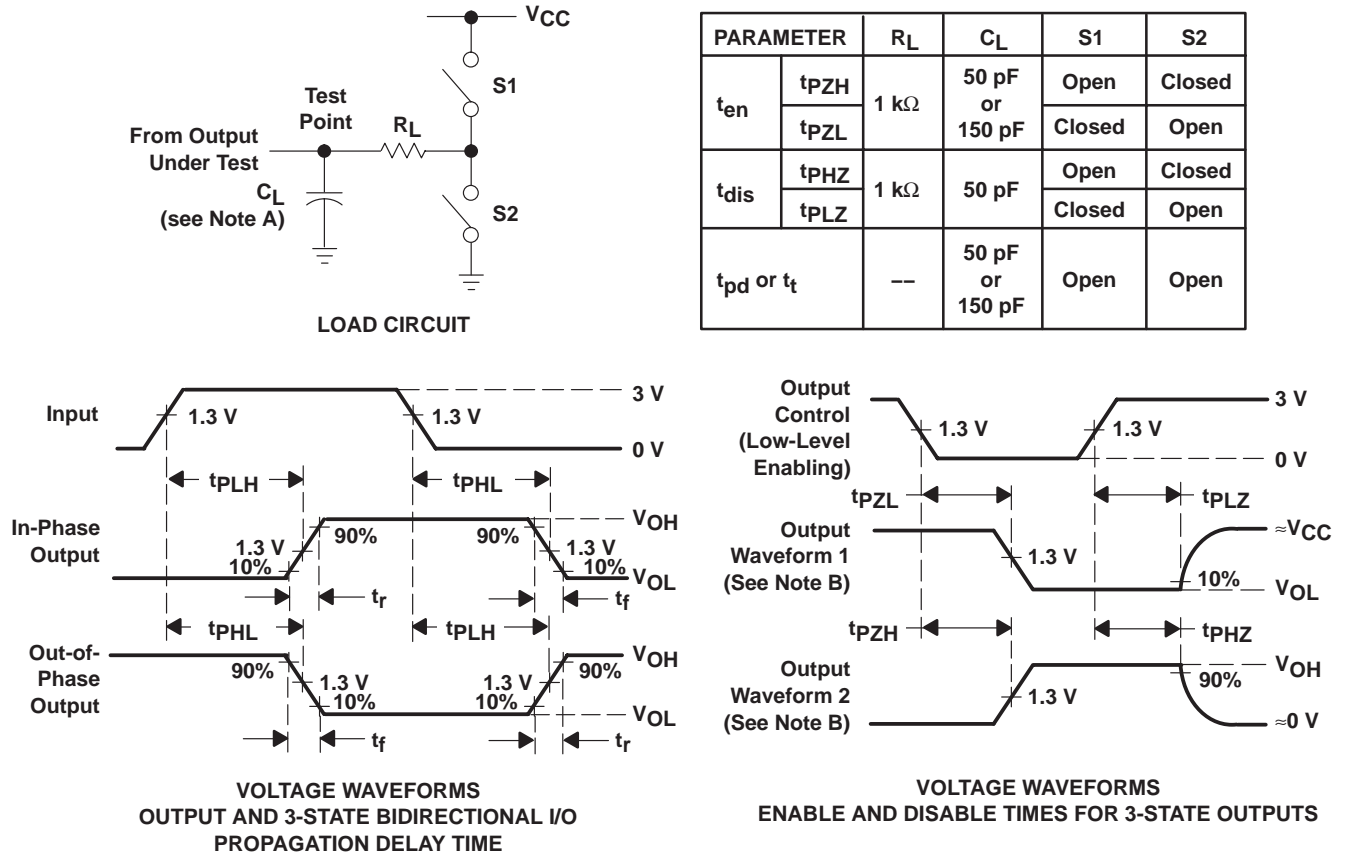 VCC
S1
Test
Point
RL
From Output
Under Test
CL
(see Note A)
S2
LOAD CIRCUIT
PARAMETER RL CL S1 S2
ten tPZH 1 kΩ 50 pF or 150 pF Open Closed
tPZL Closed Open
tdis tPHZ 1 kΩ 50 pF Open Closed
tPLZ Closed Open
tpd or tt –– 50 pF or 150 pF Open Open
Input
1.3 V
1.3 V
3 V
0 V
tPLH
tPHL
In-Phase
Output
1.3 V
10%
90%
90%
1.3 V
10%
VOH
VOL
tr
tf
tPHL
tPLH
Out-of-
Phase
Output
90%
1.3 V
10%
1.3 V
10%
90%
VOH
VOL
tf
tr
VOLTAGE WAVEFORMS
OUTPUT AND 3-STATE BIDIRECTIONAL I/O
PROPAGATION DELAY TIME
Output
Control
(Low-Level
Enabling)
1.3 V
1.3 V
3 V
0 V
tPZL
tPLZ
Output
Waveform 1
(See Note B)
1.3 V
10%
≈VCC
VOL
tPZH
tPHZ
Output
Waveform 2
(See Note B)
1.3 V
90%
VOH
≈0 V
VOLTAGE WAVEFORMS
ENABLE AND DISABLE TIMES FOR 3-STATE OUTPUTS